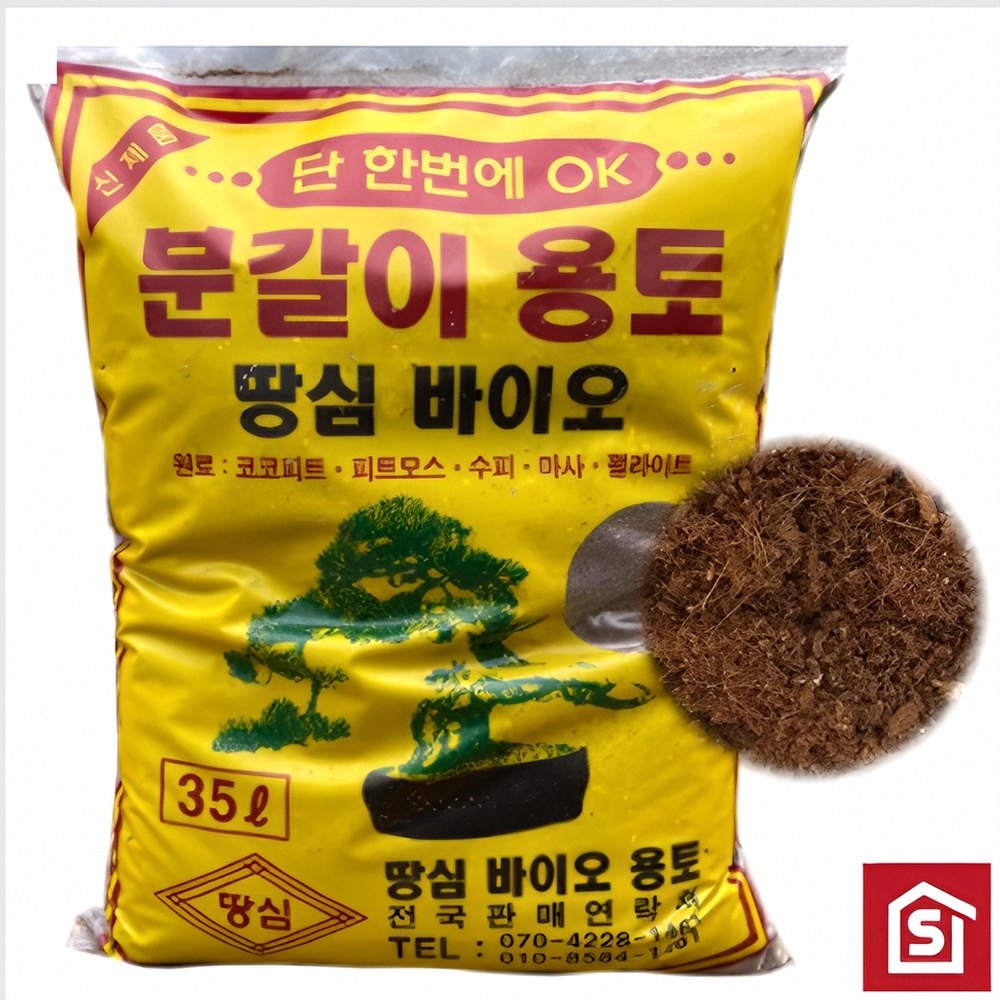 신제품
단 한번에 OK
분갈이 용토
땅심 바이오
원료 : 코코피트 · 피트모스 · 수피 · 마사 · 펄라이트
35ℓ
땅심
땅심 바이오 용토
전국판매연락처
TEL :
S